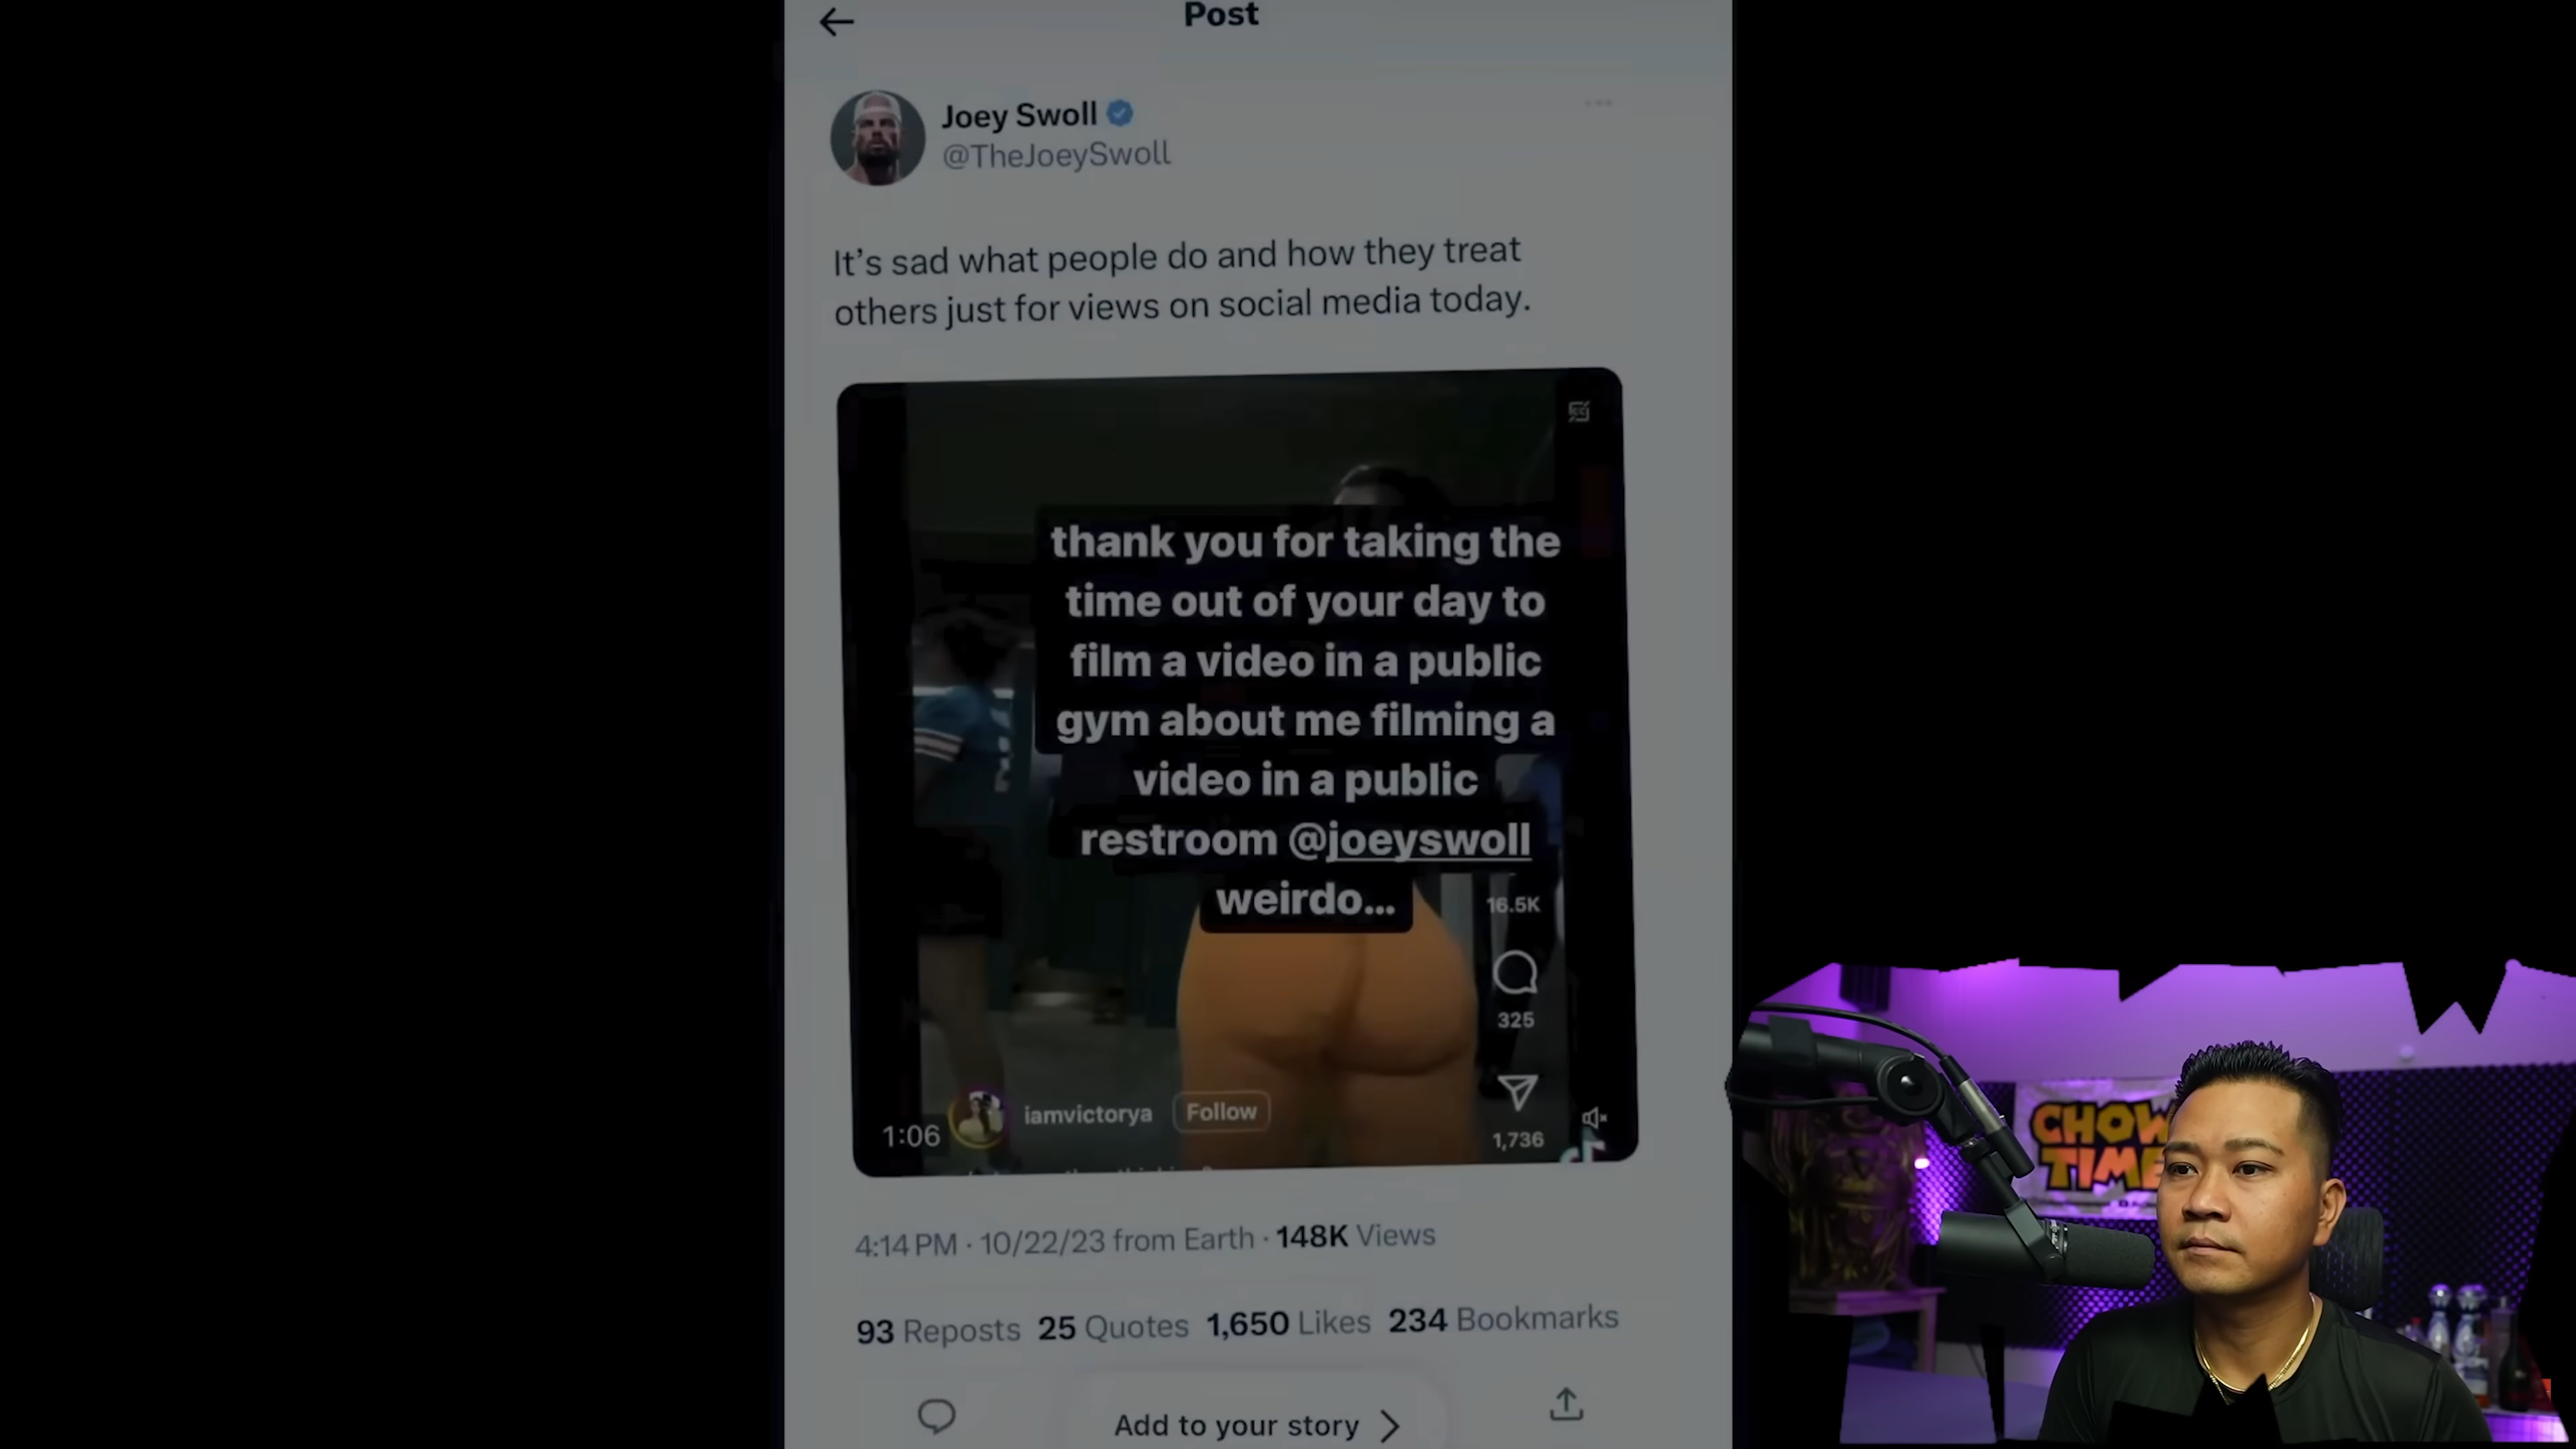 Post
Joey Swoll
@TheJoeySwoll
It's sad what people do and how they treat
others just for views on social media today.
thank you for taking the
time out of your day to
film a video in a public
gym about me filming a
video in a public
restroom @joeyswoll
weirdo...
16.5K
325
1,736
iamvictorya Follow
1:06
4:14 PM · 10/22/23 from Earth · 148K Views
93 Reposts 25 Quotes 1,650 Likes 234 Bookmarks
Add to your story
CHOW
TIME